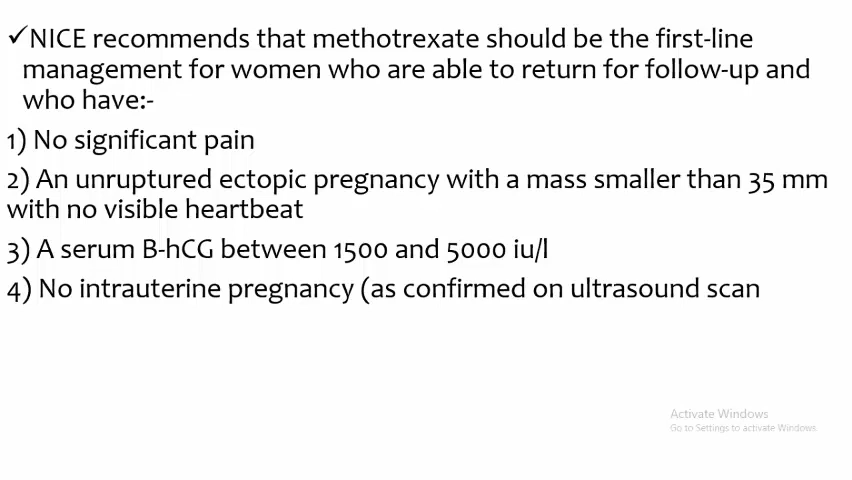 ✓NICE recommends that methotrexate should be the first-line
management for women who are able to return for follow-up and
who have:-
1) No significant pain
2) An unruptured ectopic pregnancy with a mass smaller than 35 mm
with no visible heartbeat
3) A serum B-hCG between 1500 and 5000 iu/l
4) No intrauterine pregnancy (as confirmed on ultrasound scan
Activate Windows
Go to Settings to activate Windows.